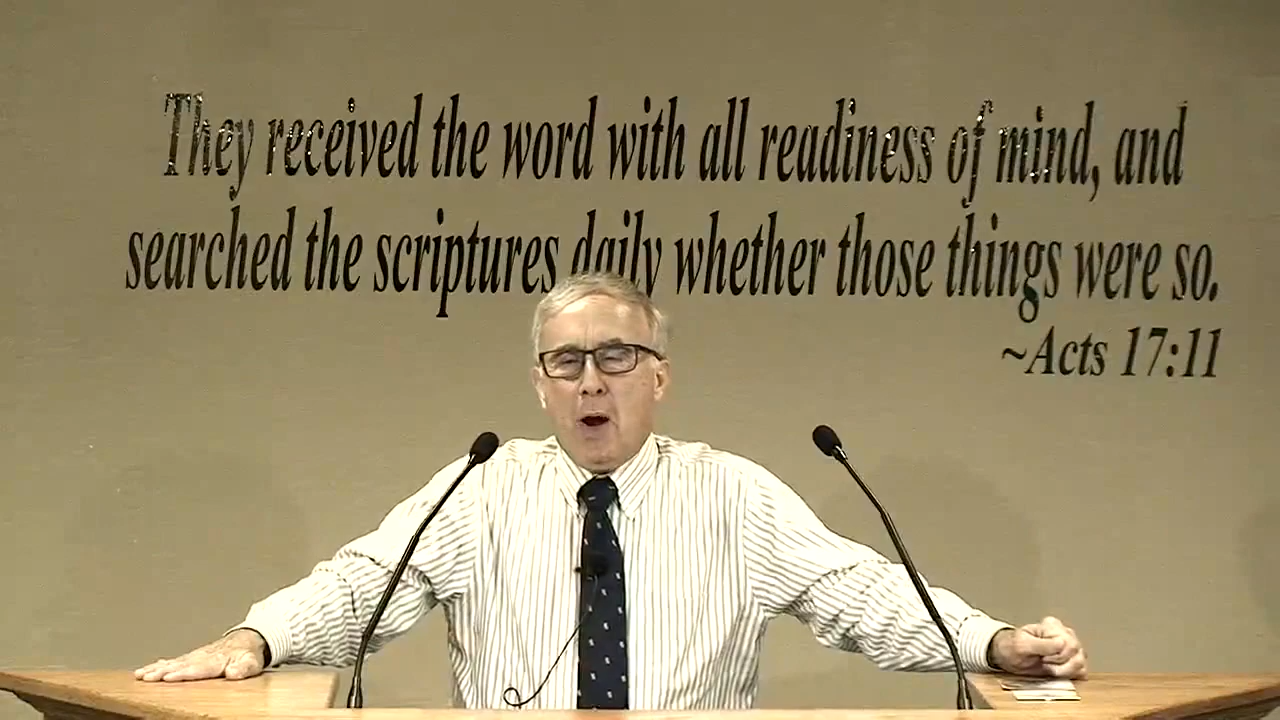 They received the word with all readiness of mind, and
searched the scriptures daily whether those things were so.
~Acts 17:11